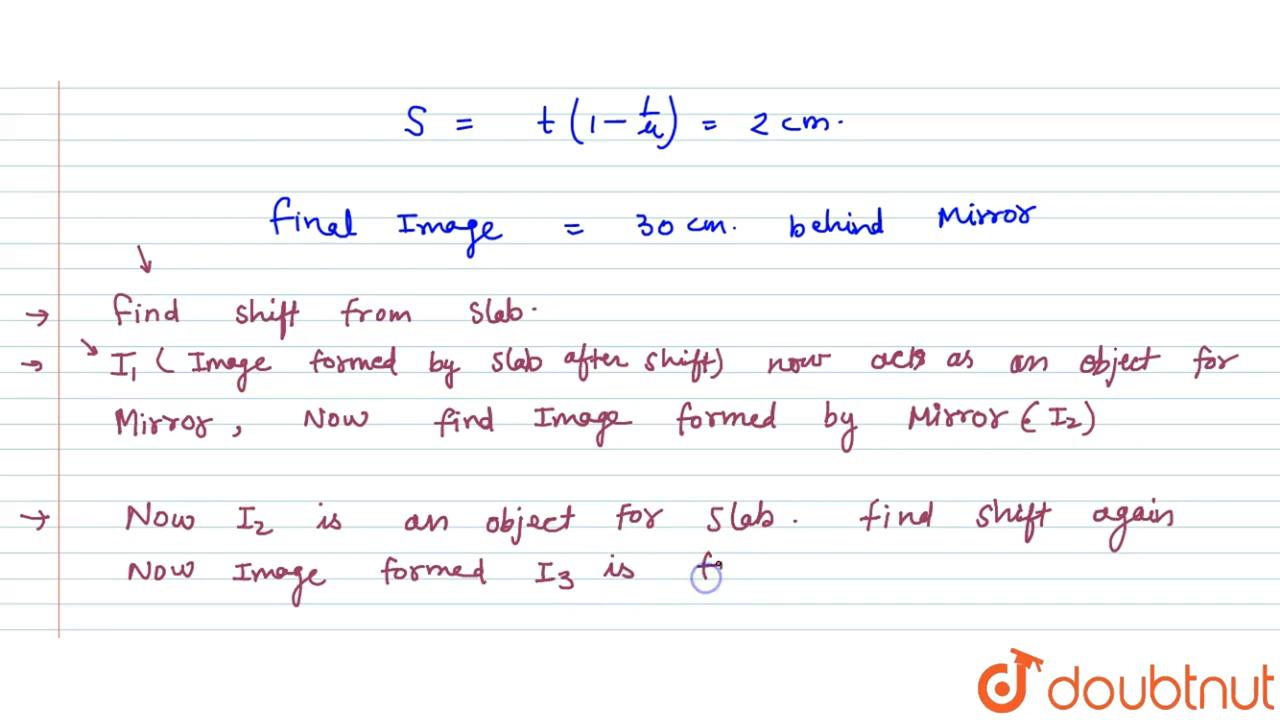 S = t(1 - 1/μ) = 2 cm.
Final Image = 30 cm. behind Mirror
→ Find shift from slab.
→ I₁ (Image formed by slab after shift) now acts as an object for
Mirror, Now find Image formed by Mirror (I₂)
→ Now I₂ is an object for slab. find shift again
Now Image formed I₃ is
doubtnut